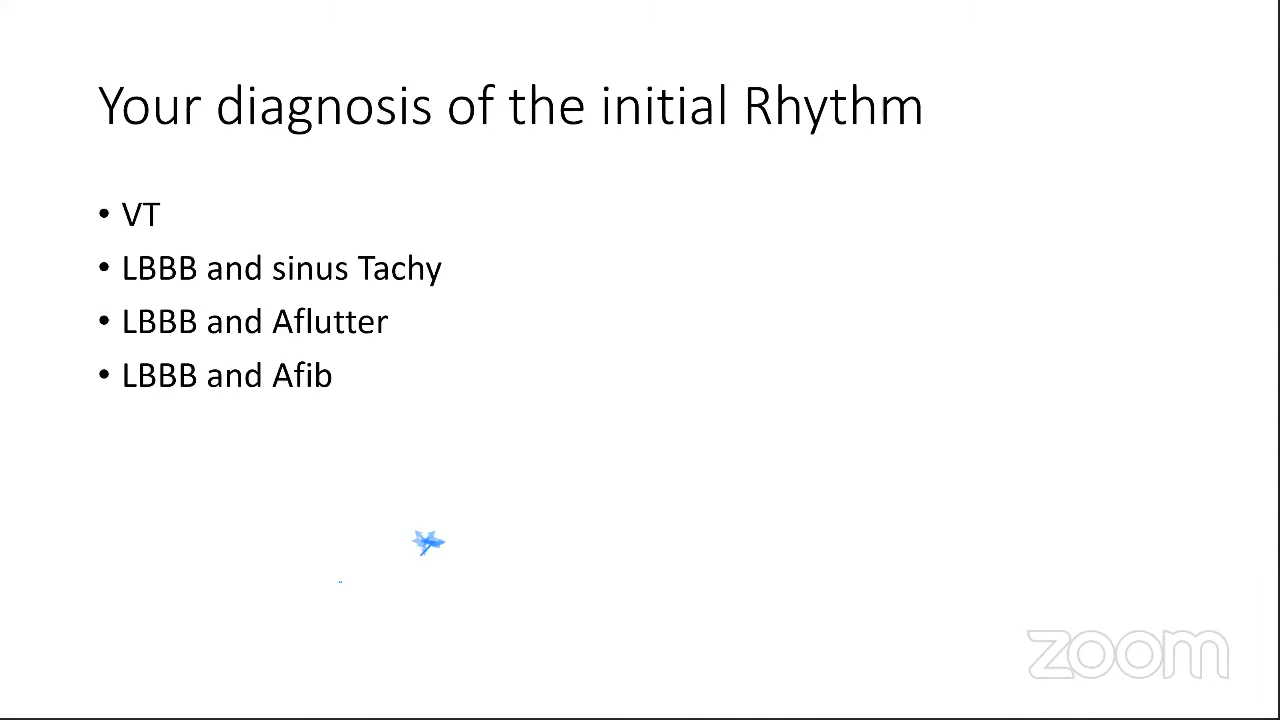 Your diagnosis of the initial Rhythm
• VT
• LBBB and sinus Tachy
• LBBB and Aflutter
• LBBB and Afib
zoom